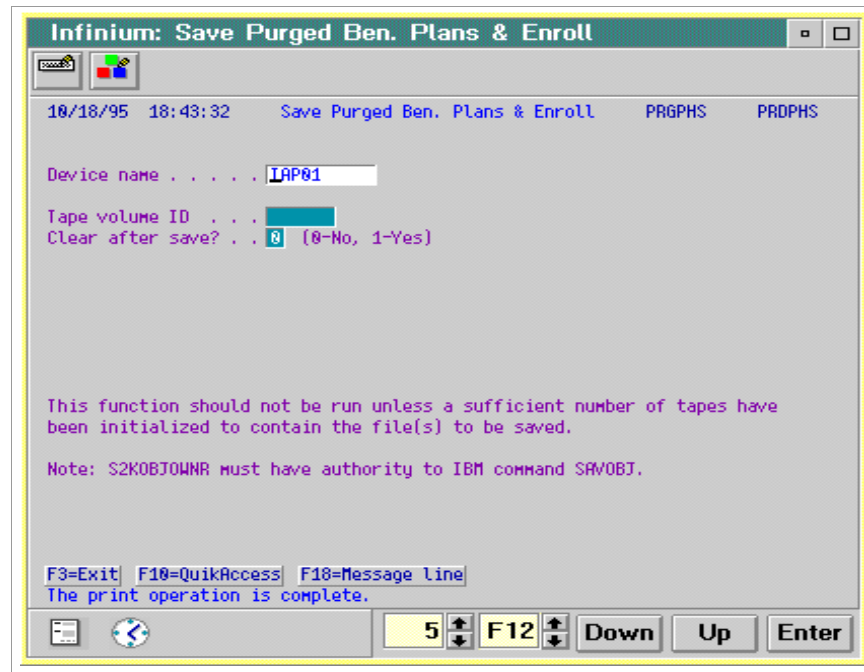 Infinium: Save Purged Ben. Plans & Enroll
10/18/95 18:43:32 Save Purged Ben. Plans & Enroll PRGPHS PRDPHS
Device name . . . . . IAP01
Tape volume ID . . .
Clear after save? . . 0 (0-No, 1-Yes)
This function should not be run unless a sufficient number of tapes have
been initialized to contain the file(s) to be saved.
Note: S2KOBJOWNR must have authority to IBM command SAVOBJ.
F3=Exit F10=QuikAccess F18=Message line
The print operation is complete.
5 F12 Down Up Enter